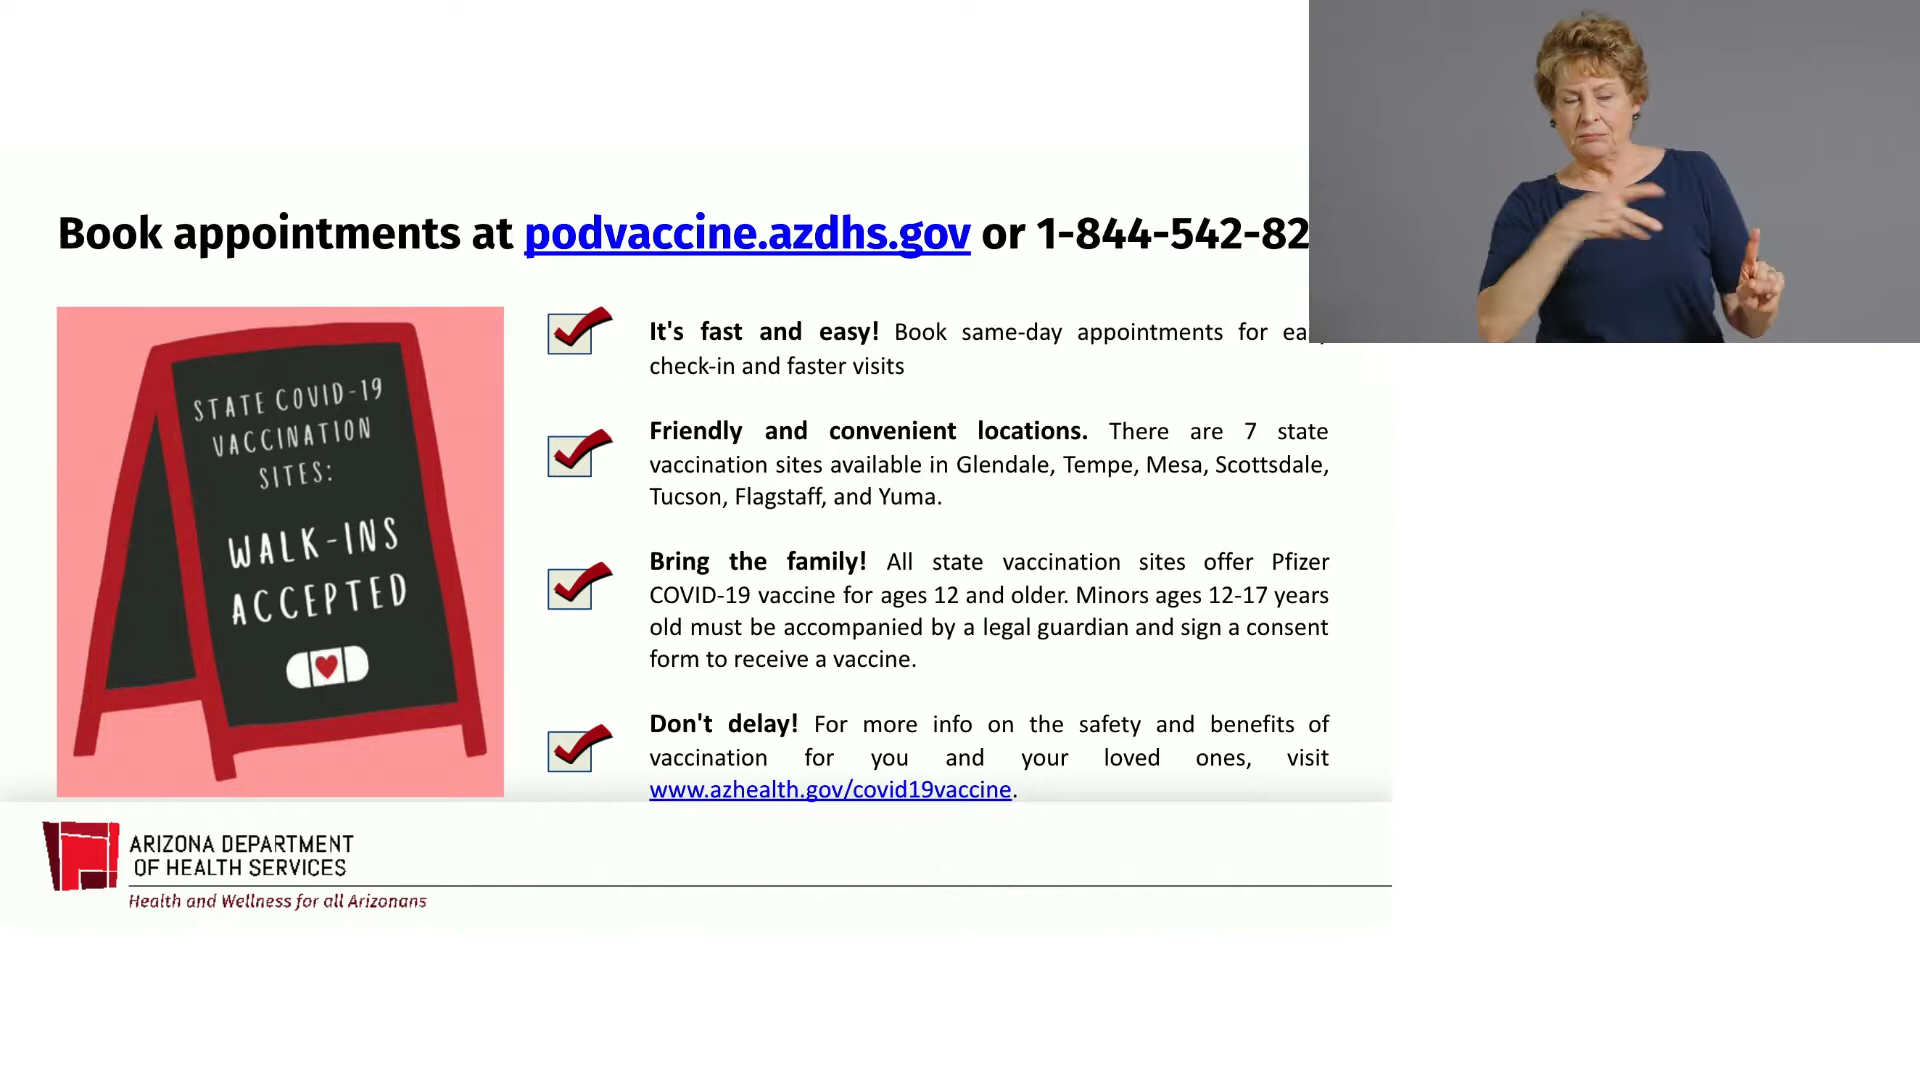 Book appointments at podvaccine.azdhs.gov or 1-844-542-82
STATE COVID-19
VACCINATION
SITES:
WALK-INS
ACCEPTED
It's fast and easy! Book same-day appointments for
check-in and faster visits
Friendly and convenient locations. There are 7 state
vaccination sites available in Glendale, Tempe, Mesa, Scottsdale,
Tucson, Flagstaff, and Yuma.
Bring the family! All state vaccination sites offer Pfizer
COVID-19 vaccine for ages 12 and older. Minors ages 12-17 years
old must be accompanied by a legal guardian and sign a consent
form to receive a vaccine.
Don't delay! For more info on the safety and benefits of
vaccination for you and your loved ones, visit
www.azhealth.gov/covid19vaccine.
ARIZONA DEPARTMENT
OF HEALTH SERVICES
Health and Wellness for all Arizonans